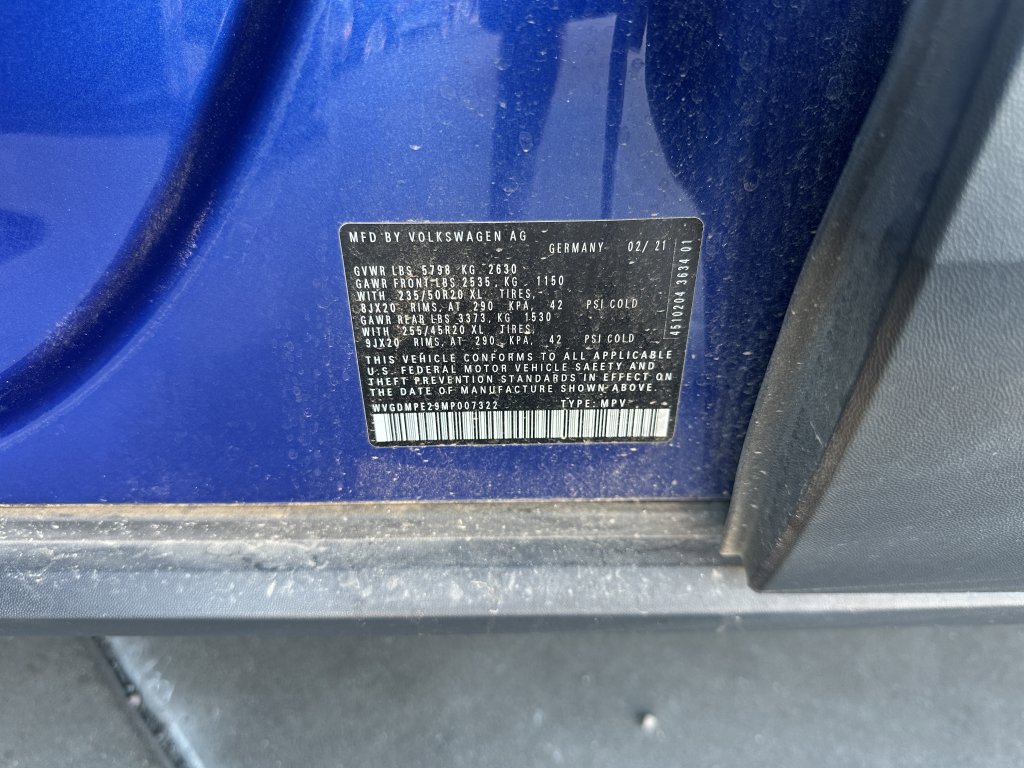 MFD BY VOLKSWAGEN AG
GERMANY 02/ 21
GVWR LBS 5798 KG 2630
GAWR FRONT LBS 2535, KG 1150
WITH 235/50R20 XL TIRES,
8JX20 RIMS, AT 290 KPA, 42 PSI COLD
GAWR REAR LBS 3373, KG 1530
WITH 255/45R20 XL TIRES,
9JX20 RIMS, AT 290 KPA, 42 PSI COLD
THIS VEHICLE CONFORMS TO ALL APPLICABLE
U.S. FEDERAL MOTOR VEHICLE SAFETY AND
THEFT PREVENTION STANDARDS IN EFFECT ON
THE DATE OF MANUFACTURE SHOWN ABOVE.
WVGDMPE29MP007322 TYPE: MPV
4510204 3634 01